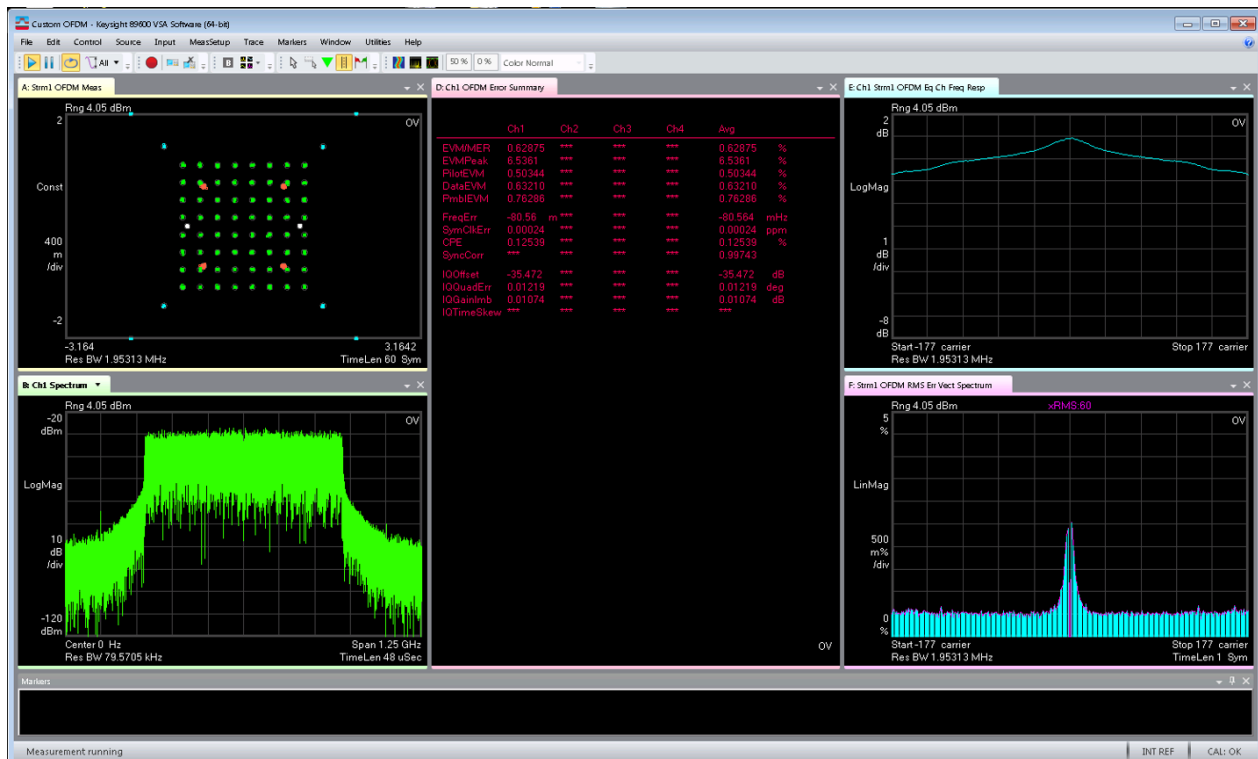 Custom OFDM - Keysight 89600 VSA Software (64-bit)
File Edit Control Source Input MeasSetup Trace Markers Window Utilities Help
All B 50 % 0 % Color Normal
A: Strm1 OFDM Meas
Rng 4.05 dBm
2
OV
Const
400
m
/div
-2
-3.164 3.1642
Res BW 1.95313 MHz TimeLen 60 Sym
B: Ch1 Spectrum
Rng 4.05 dBm
-20
dBm
OV
LogMag
10
dB
/div
-120
dBm
Center 0 Hz Span 1.25 GHz
Res BW 79.5705 kHz TimeLen 48 uSec
D: Ch1 OFDM Error Summary
Ch1 Ch2 Ch3 Ch4 Avg
EVM/MER 0.62875 *** *** *** 0.62875 %
EVMPeak 6.5361 *** *** *** 6.5361 %
PilotEVM 0.50344 *** *** *** 0.50344 %
DataEVM 0.63210 *** *** *** 0.63210 %
PmblEVM 0.76286 *** *** *** 0.76286 %
FreqErr -80.56 m *** *** *** -80.564 mHz
SymClkErr 0.00024 *** *** *** 0.00024 ppm
CPE 0.12539 *** *** *** 0.12539 %
SyncCorr *** *** *** *** 0.99743
IQOffset -35.472 *** *** *** -35.472 dB
IQQuadErr 0.01219 *** *** *** 0.01219 deg
IQGainImb 0.01074 *** *** *** 0.01074 dB
IQTimeSkew *** *** *** *** ***
OV
E: Ch1 Strm1 OFDM Eq Ch Freq Resp
Rng 4.05 dBm
2
dB
OV
LogMag
1
dB
/div
-8
dB
Start -177 carrier Stop 177 carrier
Res BW 1.95313 MHz
F: Strm1 OFDM RMS Err Vect Spectrum
Rng 4.05 dBm xRMS:60
5
%
OV
LinMag
500
m%
/div
0
%
Start -177 carrier Stop 177 carrier
Res BW 1.95313 MHz TimeLen 1 Sym
Markers
Measurement running INT REF CAL: OK